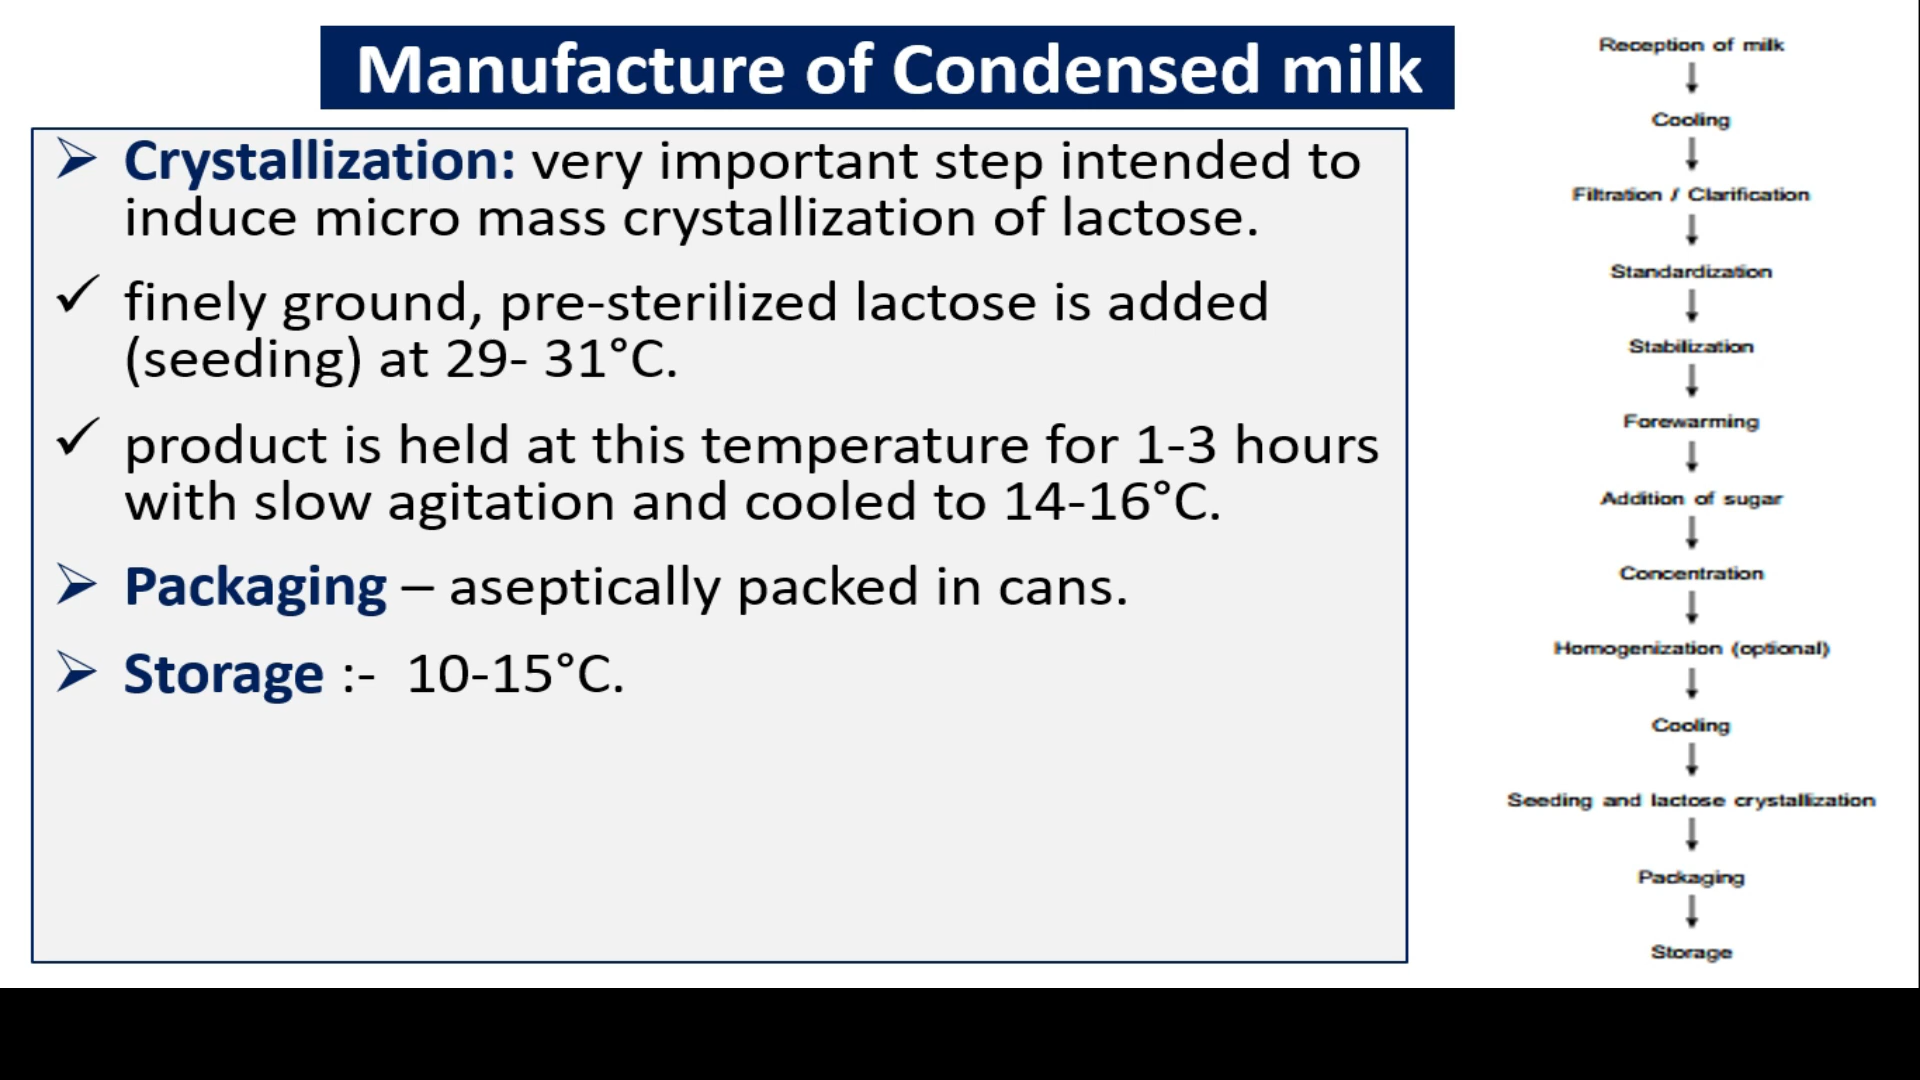 Manufacture of Condensed milk
Crystallization: very important step intended to
induce micro mass crystallization of lactose.
finely ground, pre-sterilized lactose is added
(seeding) at 29- 31°C.
product is held at this temperature for 1-3 hours
with slow agitation and cooled to 14-16°C.
Packaging – aseptically packed in cans.
Storage :- 10-15°C.
Reception of milk
Cooling
Filtration / Clarification
Standardization
Stabilization
Forewarming
Addition of sugar
Concentration
Homogenization (optional)
Cooling
Seeding and lactose crystallization
Packaging
Storage